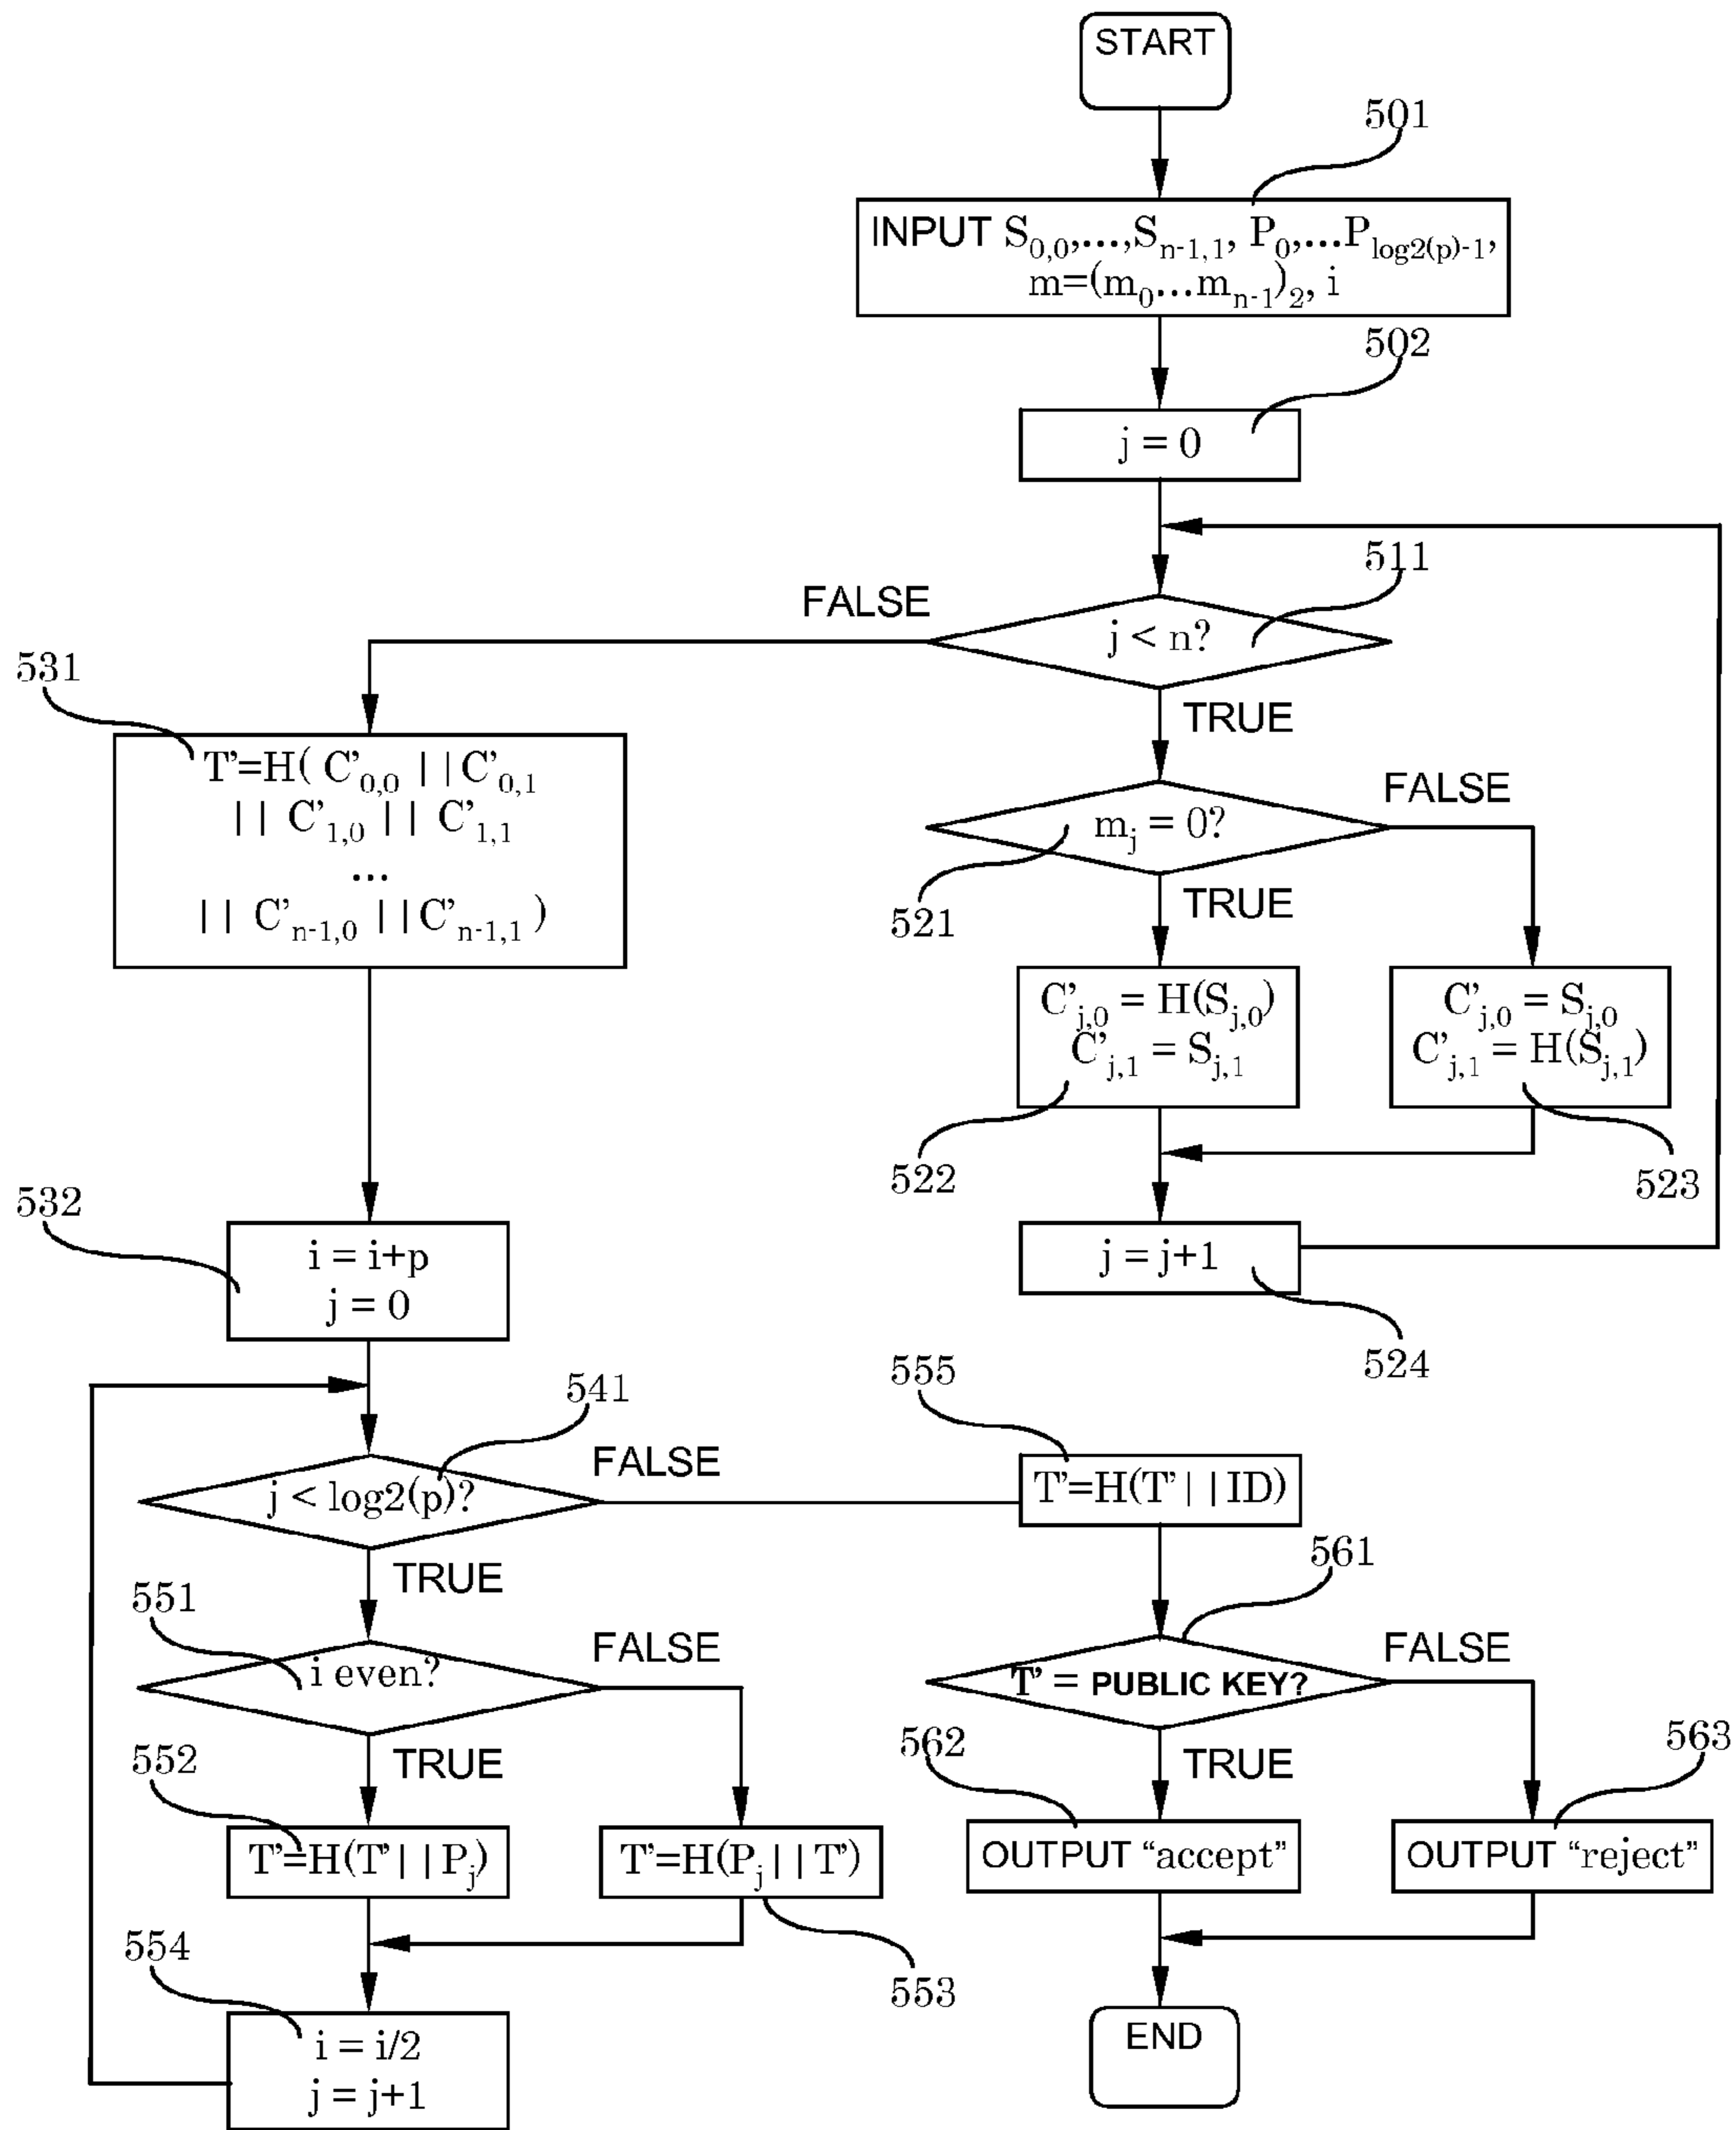 START
501
INPUT S0,0,...,Sn-1,1, P0,...Plog2(p)-1,
m=(m0...mn-1)2, i
502
j = 0
511
FALSE
j < n?
TRUE
531
T'=H( C'0,0 ||C'0,1
|| C'1,0 || C'1,1
...
|| C'n-1,0 ||C'n-1,1 )
FALSE
mj = 0?
521
TRUE
C'j,0 = H(Sj,0)
C'j,1 = Sj,1
C'j,0 = Sj,0
C'j,1 = H(Sj,1)
522
523
532
i = i+p
j = 0
j = j+1
524
555
541
FALSE
j < log2(p)?
T'=H(T'||ID)
TRUE
561
551
FALSE
i even?
FALSE
T' = PUBLIC KEY?
552
TRUE
562
TRUE
563
T'=H(T'||Pj)
T'=H(Pj||T')
OUTPUT “accept”
OUTPUT “reject”
554
553
i = i/2
j = j+1
END